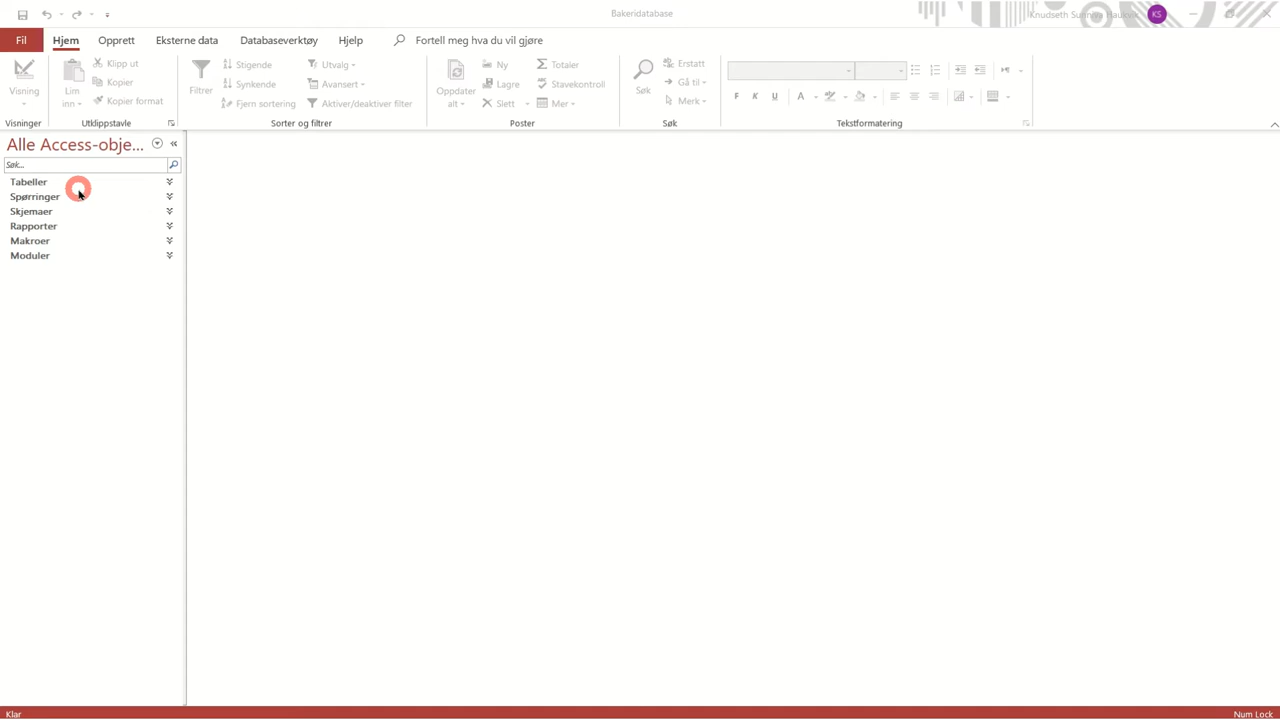 Bakeridatabase
Knudseth Sunniva Haukvik KS
Fil Hjem Opprett Eksterne data Databaseverktøy Hjelp Fortell meg hva du vil gjøre
Visning
Lim inn
Klipp ut
Kopier
Kopier format
Filtrer
Stigende
Synkende
Fjern sortering
Utvalg
Avansert
Aktiver/deaktiver filter
Oppdater alt
Ny
Lagre
Slett
Totaler
Stavekontroll
Mer
Søk
Erstatt
Gå til
Merk
F K U A
Visninger Utklippstavle Sorter og filtrer Poster Søk Tekstformatering
Alle Access-obje...
Søk...
Tabeller
Spørringer
Skjemaer
Rapporter
Makroer
Moduler
Klar Num Lock